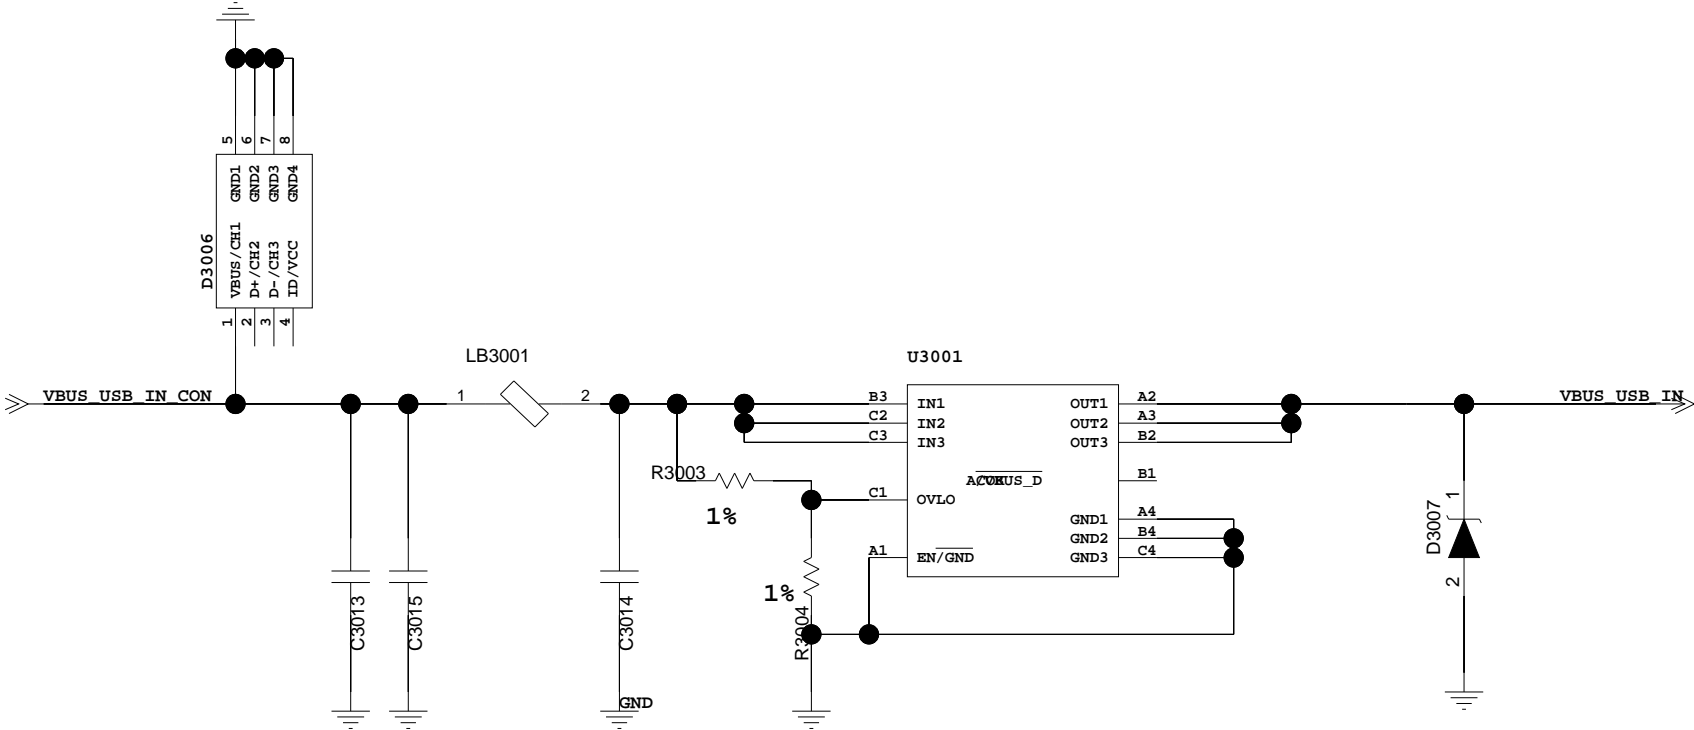 5 6 7 8
GND1 GND2 GND3 GND4
D3006
VBUS/CH1 D+/CH2 D-/CH3 ID/VCC
1 2 3 4
LB3001
U3001
VBUS_USB_IN_CON
1 2
B3 IN1 OUT1 A2
VBUS_USB_IN
C2 IN2 OUT2 A3
C3 IN3 OUT3 B2
R3003
B1
C1 OVLO
1%
GND1 A4
GND2 B4
A1 EN/GND GND3 C4
D3007
1
2
1%
R3004
C3013
C3015
C3014
GND